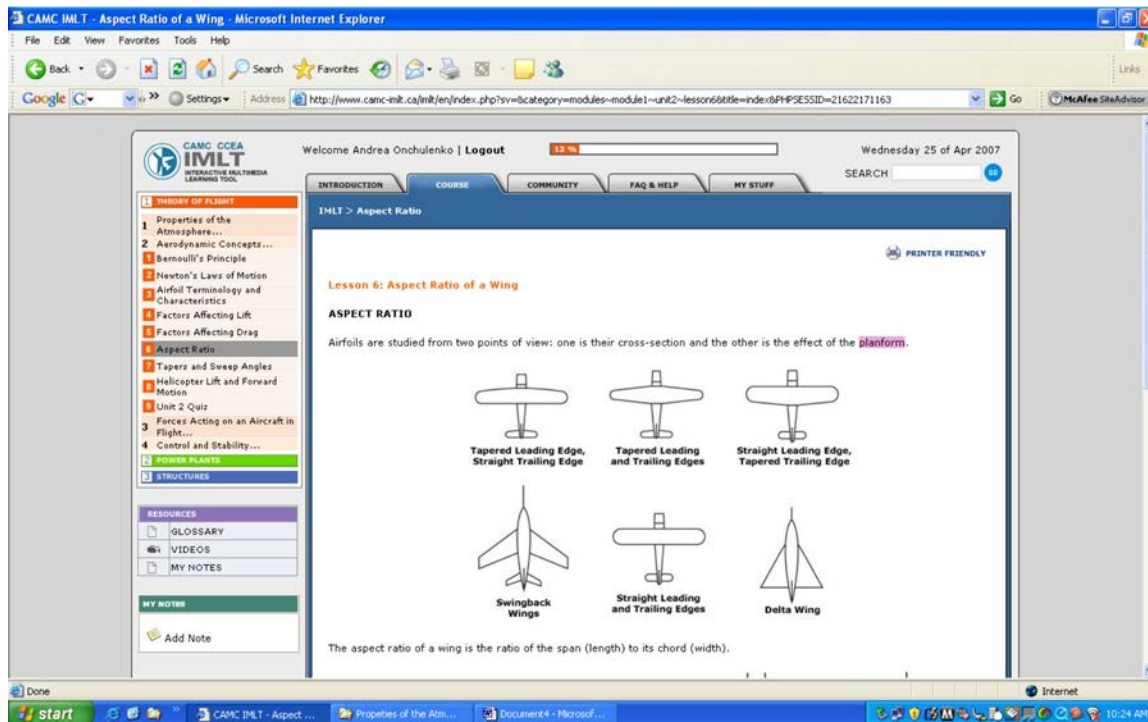 CAMC IMLT - Aspect Ratio of a Wing - Microsoft Internet Explorer
File Edit View Favorites Tools Help
Links
Back Search Favorites
Google G Settings Address http://www.camc-imlt.ca/imlt/en/index.php?sv=&category=modules~module1~unit2~lesson6&title=index&PHPSESSID=21622171163 Go McAfee SiteAdvisor
CAMC CCEA
IMLT
INTERACTIVE MULTIMEDIA
LEARNING TOOL
Welcome Andrea Onchulenko | Logout 12 % Wednesday 25 of Apr 2007
SEARCH GO
INTRODUCTION COURSE COMMUNITY FAQ & HELP MY STUFF
IMLT > Aspect Ratio
1 THEORY OF FLIGHT
1 Properties of the
Atmosphere...
2 Aerodynamic Concepts...
1 Bernoulli's Principle
2 Newton's Laws of Motion
3 Airfoil Terminology and
Characteristics
4 Factors Affecting Lift
5 Factors Affecting Drag
6 Aspect Ratio
7 Tapers and Sweep Angles
8 Helicopter Lift and Forward
Motion
9 Unit 2 Quiz
3 Forces Acting on an Aircraft in
Flight...
4 Control and Stability...
2 POWER PLANTS
3 STRUCTURES
RESOURCES
GLOSSARY
VIDEOS
MY NOTES
MY NOTES
Add Note
PRINTER FRIENDLY
Lesson 6: Aspect Ratio of a Wing
ASPECT RATIO
Airfoils are studied from two points of view: one is their cross-section and the other is the effect of the planform.
Tapered Leading Edge,
Straight Trailing Edge
Tapered Leading
and Trailing Edges
Straight Leading Edge,
Tapered Trailing Edge
Swingback
Wings
Straight Leading
and Trailing Edges
Delta Wing
The aspect ratio of a wing is the ratio of the span (length) to its chord (width).
Done Internet
start CAMC IMLT - Aspect ... Propeties of the Atm... Document4 - Microsof... 10:24 AM